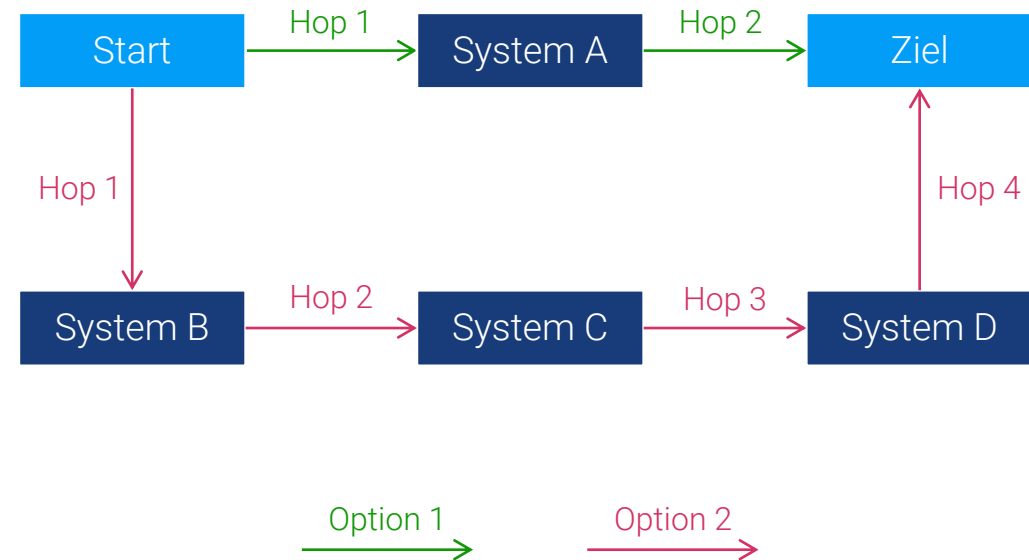 Hop 1
Hop 2
Start
System A
Ziel
Hop 1
Hop 4
Hop 2
Hop 3
System B
System C
System D
Option 1
Option 2